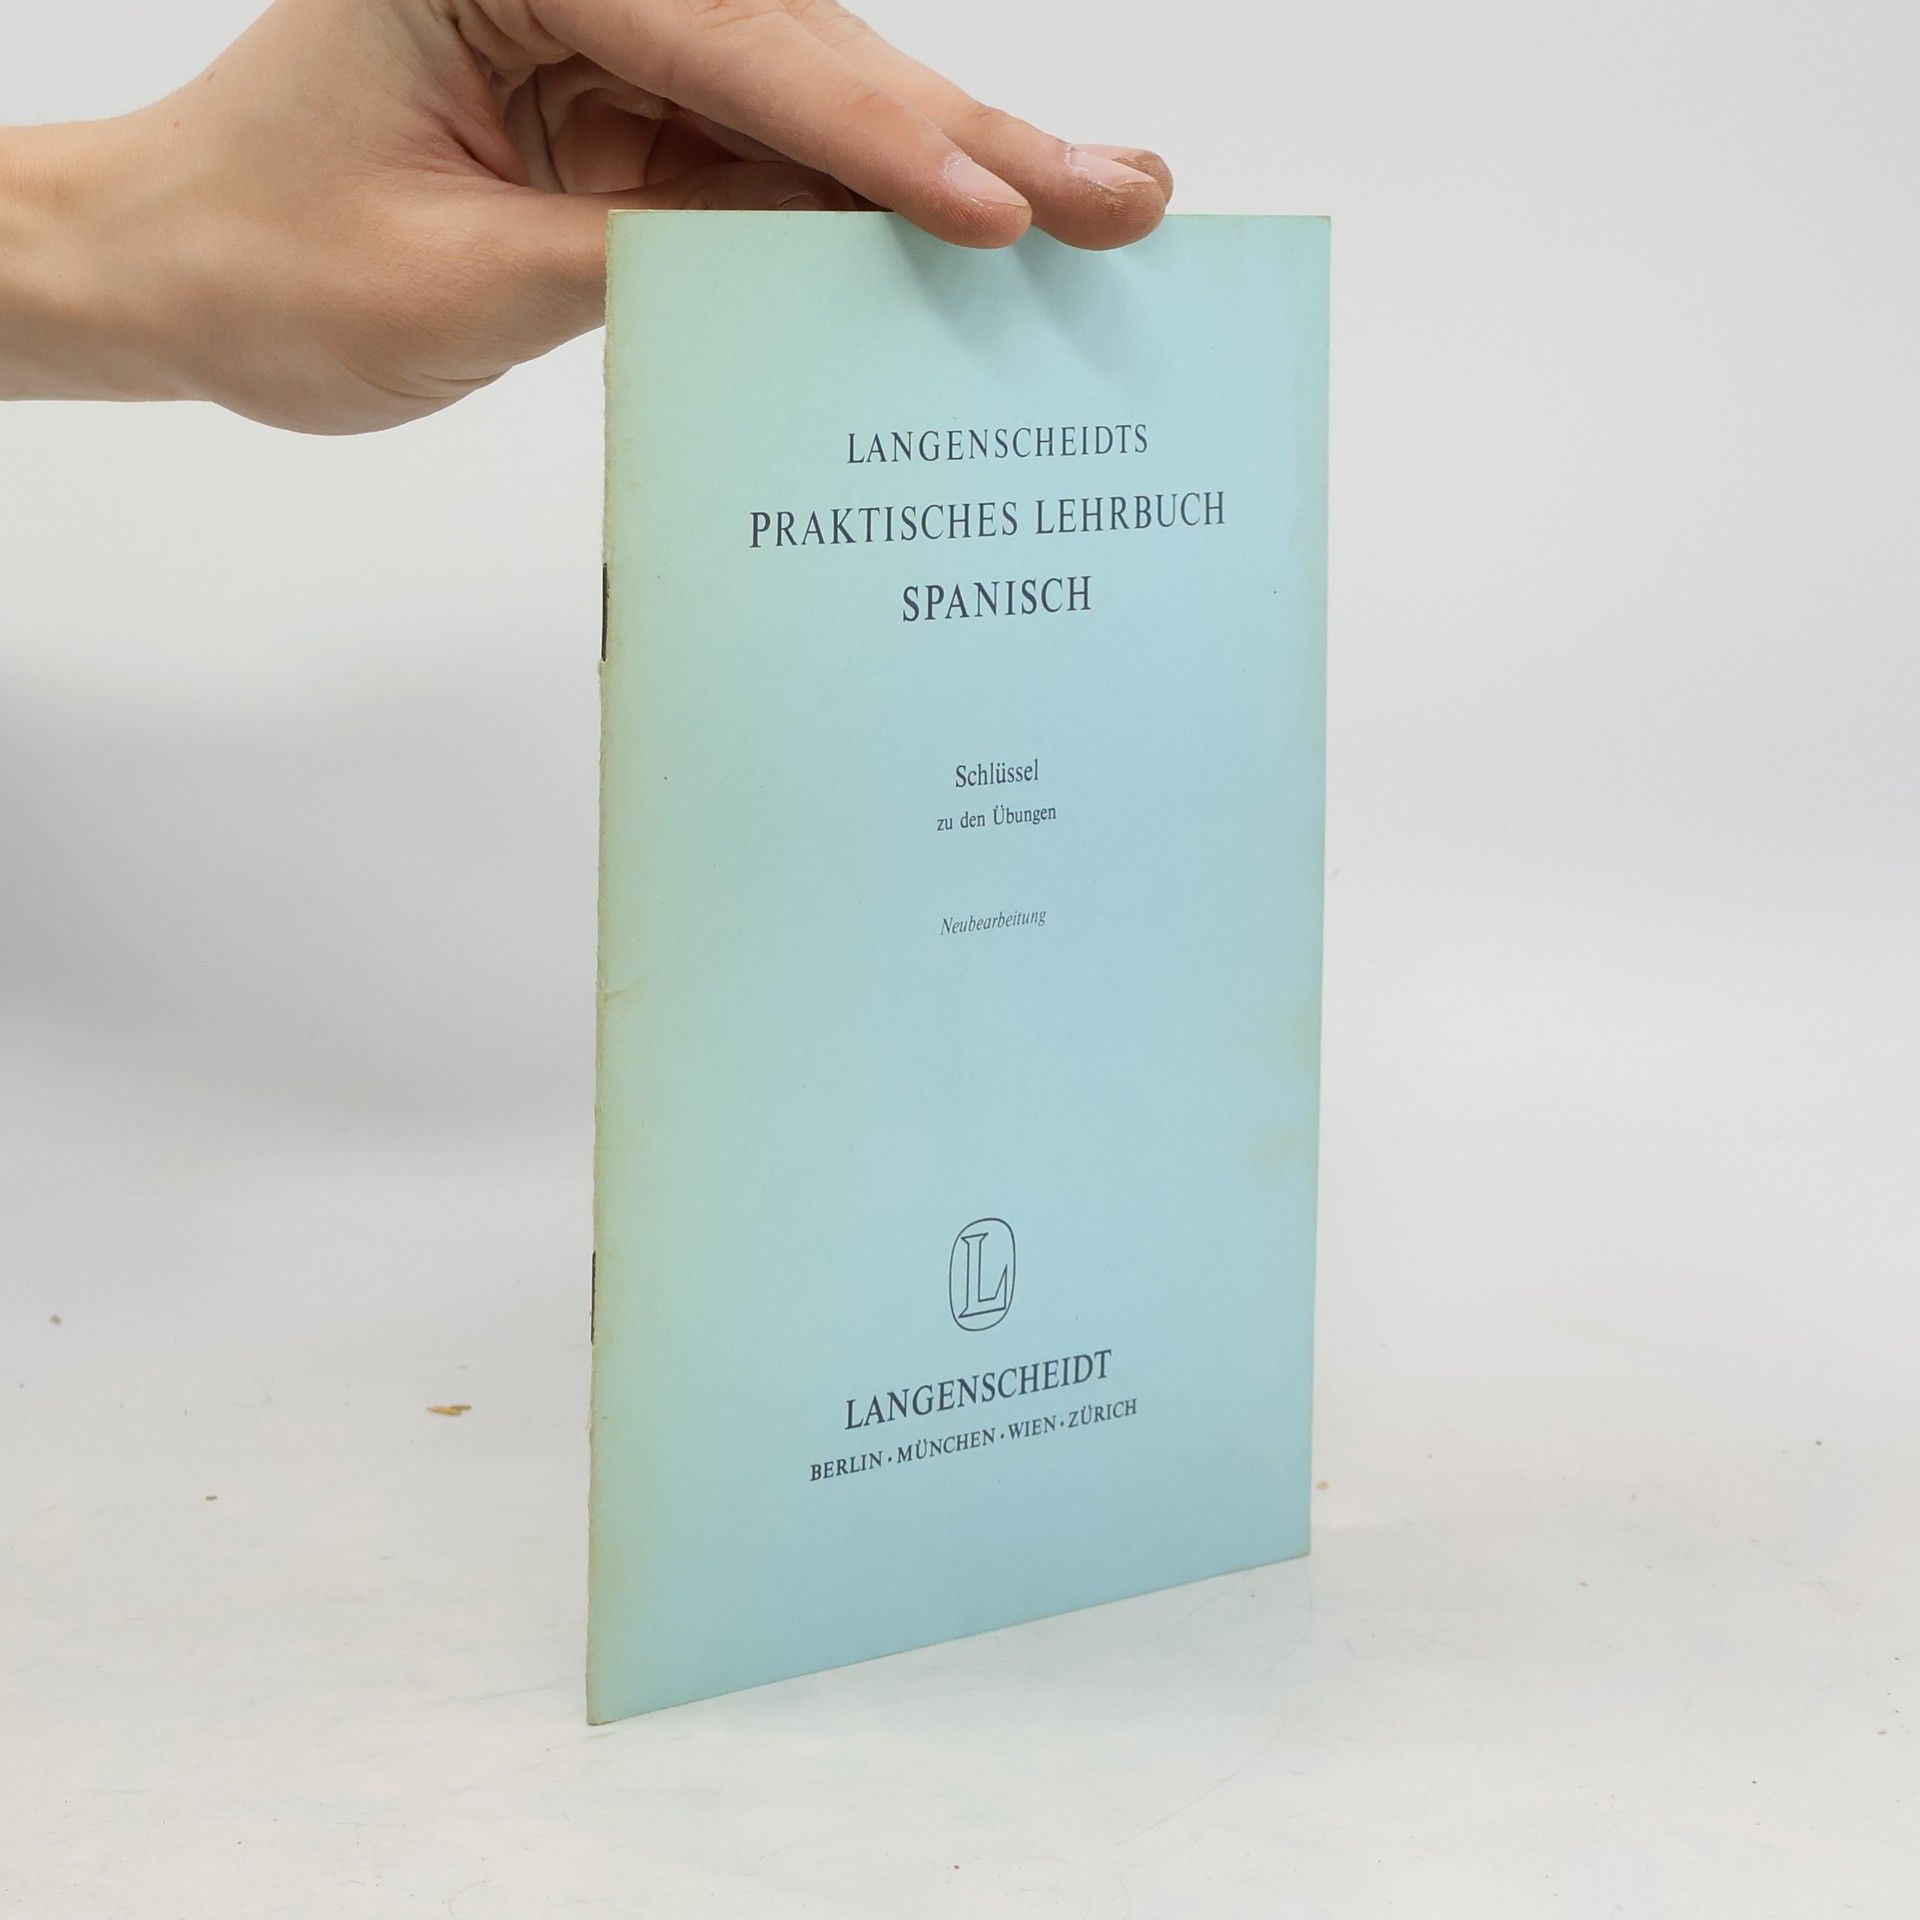 LANGENSCHEIDTS
PRAKTISCHES LEHRBUCH
SPANISCH
Schlüssel
zu den Übungen
Neubearbeitung
L
LANGENSCHEIDT
BERLIN · MÜNCHEN · WIEN · ZÜRICH